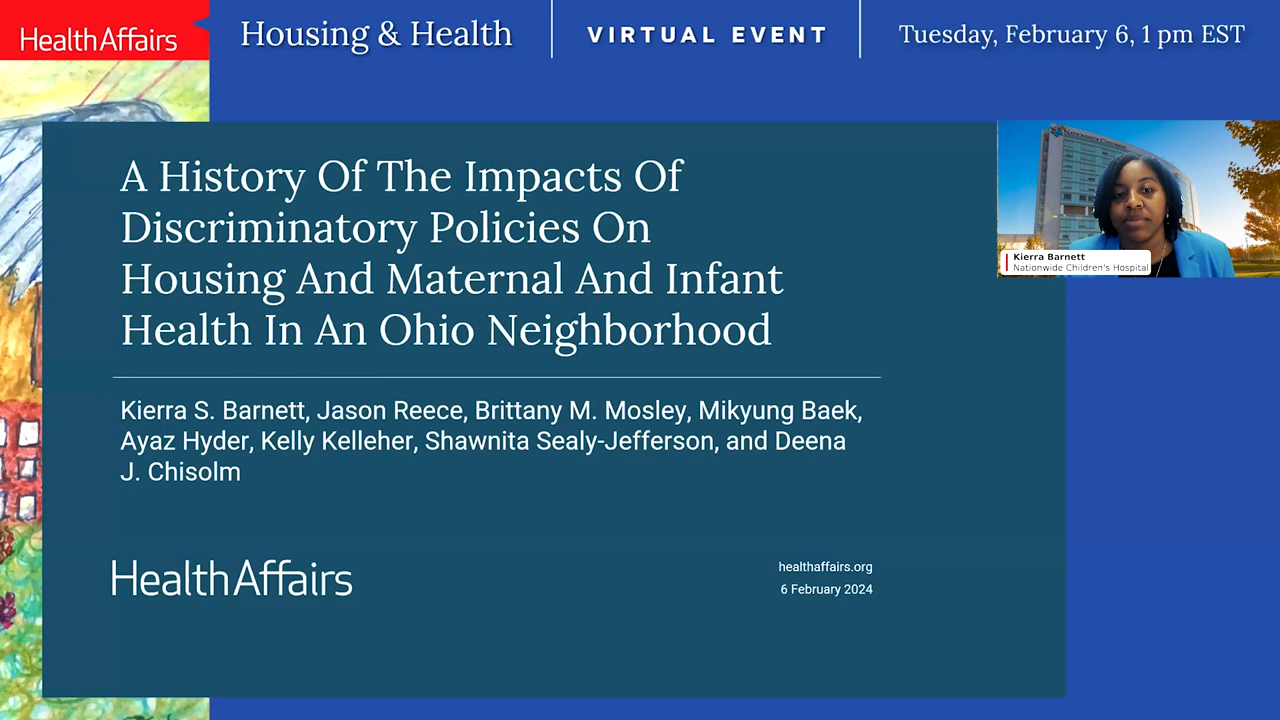 HealthAffairs
Housing & Health
VIRTUAL EVENT
Tuesday, February 6, 1 pm EST
A History Of The Impacts Of
Discriminatory Policies On
Housing And Maternal And Infant
Health In An Ohio Neighborhood
Kierra S. Barnett, Jason Reece, Brittany M. Mosley, Mikyung Baek,
Ayaz Hyder, Kelly Kelleher, Shawnita Sealy-Jefferson, and Deena
J. Chisolm
HealthAffairs
healthaffairs.org
6 February 2024
Kierra Barnett
Nationwide Children's Hospital